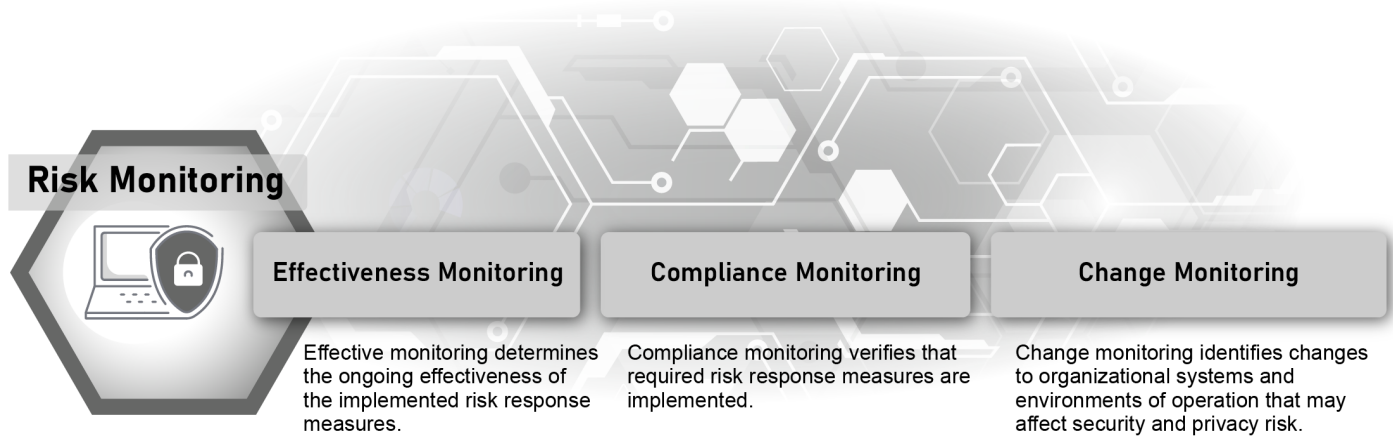 Risk Monitoring
Effectiveness Monitoring
Effective monitoring determines
the ongoing effectiveness of
the implemented risk response
measures.
Compliance Monitoring
Compliance monitoring verifies that
required risk response measures are
implemented.
Change Monitoring
Change monitoring identifies changes
to organizational systems and
environments of operation that may
affect security and privacy risk.